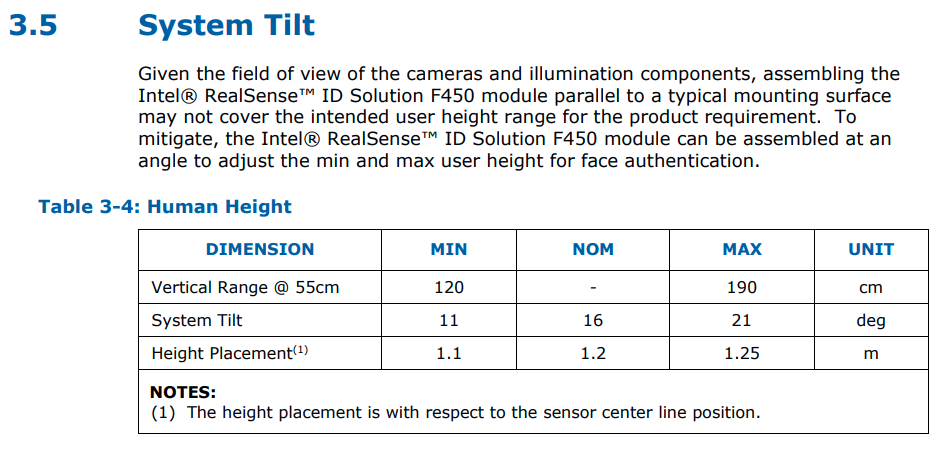 3.5 System Tilt
Given the field of view of the cameras and illumination components, assembling the
Intel® RealSense™ ID Solution F450 module parallel to a typical mounting surface
may not cover the intended user height range for the product requirement.  To
mitigate, the Intel® RealSense™ ID Solution F450 module can be assembled at an
angle to adjust the min and max user height for face authentication.
Table 3-4: Human Height
DIMENSION MIN NOM MAX UNIT
Vertical Range @ 55cm 120 - 190 cm
System Tilt 11 16 21 deg
Height Placement(1) 1.1 1.2 1.25 m
NOTES:
(1)  The height placement is with respect to the sensor center line position.